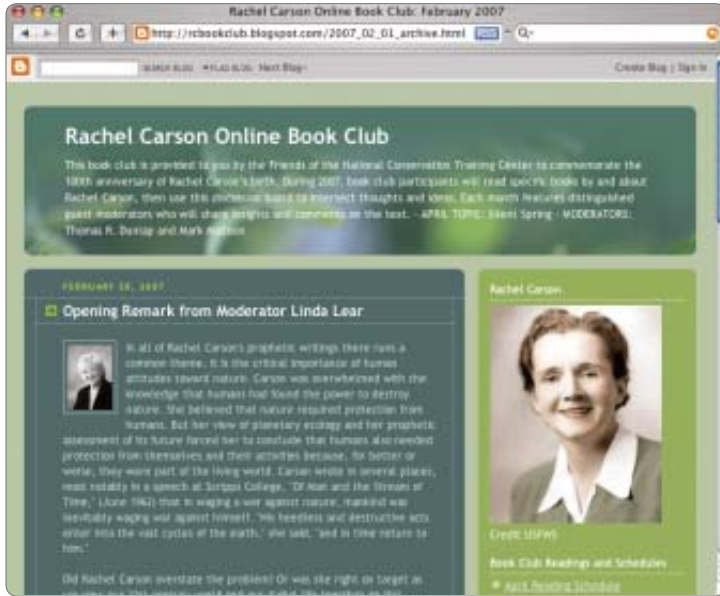 Rachel Carson Online Book Club: February 2007
http://rcbookclub.blogspot.com/2007_02_01_archive.html
RSS
Q
SEARCH BLOG FLAG BLOG Next Blog»
Create Blog | Sign In
Rachel Carson Online Book Club
This book club is provided to you by the Friends of the National Conservation Training Center to commemorate the
100th anniversary of Rachel Carson's birth. During 2007, book club participants will read specific books by and about
Rachel Carson, then use this discussion board to intersect thoughts and ideas. Each month features distinguished
guest moderators who will share insights and comments on the text. - APRIL TOPIC: Silent Spring - MODERATORS:
Thomas R. Dunlap and Mark
FEBRUARY 28, 2007
Opening Remark from Moderator Linda Lear
In all of Rachel Carson's prophetic writings there runs a
common theme. It is the critical importance of human
attitudes toward nature. Carson was overwhelmed with the
knowledge that humans had found the power to destroy
nature. She believed that nature required protection from
humans. But her view of planetary ecology and her prophetic
assessment of its future forced her to conclude that humans also needed
protection from themselves and their activities because, for better or
worse, they were part of the living world. Carson wrote in several places,
most notably in a speech at Scripps College, "Of Man and the Stream of
Time," (June 1962) that in waging a war against nature, mankind was
inevitably waging war against himself. "His heedless and destructive acts
enter into the vast cycles of the earth," she said, "and in time return to
him."
Did Rachel Carson overstate the problem? Or was she right on target as
Rachel Carson
Credit: USFWS
Book Club Readings and Schedules
April Reading Schedule